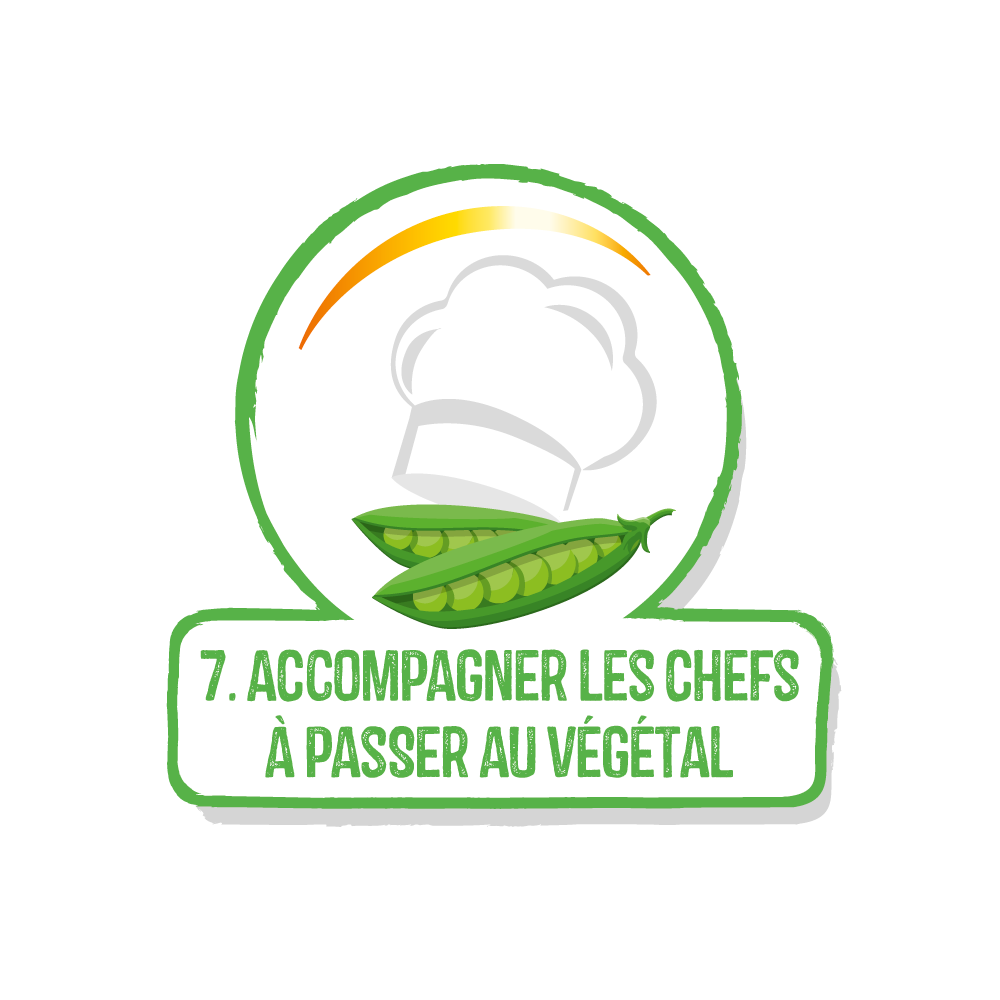 7. ACCOMPAGNER LES CHEFS
À PASSER AU VÉGÉTAL